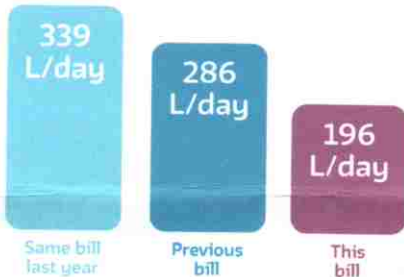 339
L/day
286
L/day
196
L/day
Same bill
last year
Previous
bill
This
bill